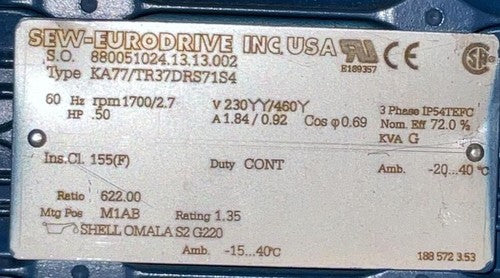 SEW-EURODRIVE INC. USA
S.O. 880051024.13.13.002
E189357
Type KA77/TR37DRS71S4
60 Hz rpm 1700/2.7 V 230YY/460Y 3 Phase IP54TEFC
HP .50 A 1.84 / 0.92 Cos φ 0.69 Nom. Eff 72.0 %
KVA G
Ins.Cl. 155(F) Duty CONT Amb. -20...40 °C
Ratio 622.00
Mtg Pos M1AB Rating 1.35
SHELL OMALA S2 G220
Amb. -15...40°C
188 572 3.53